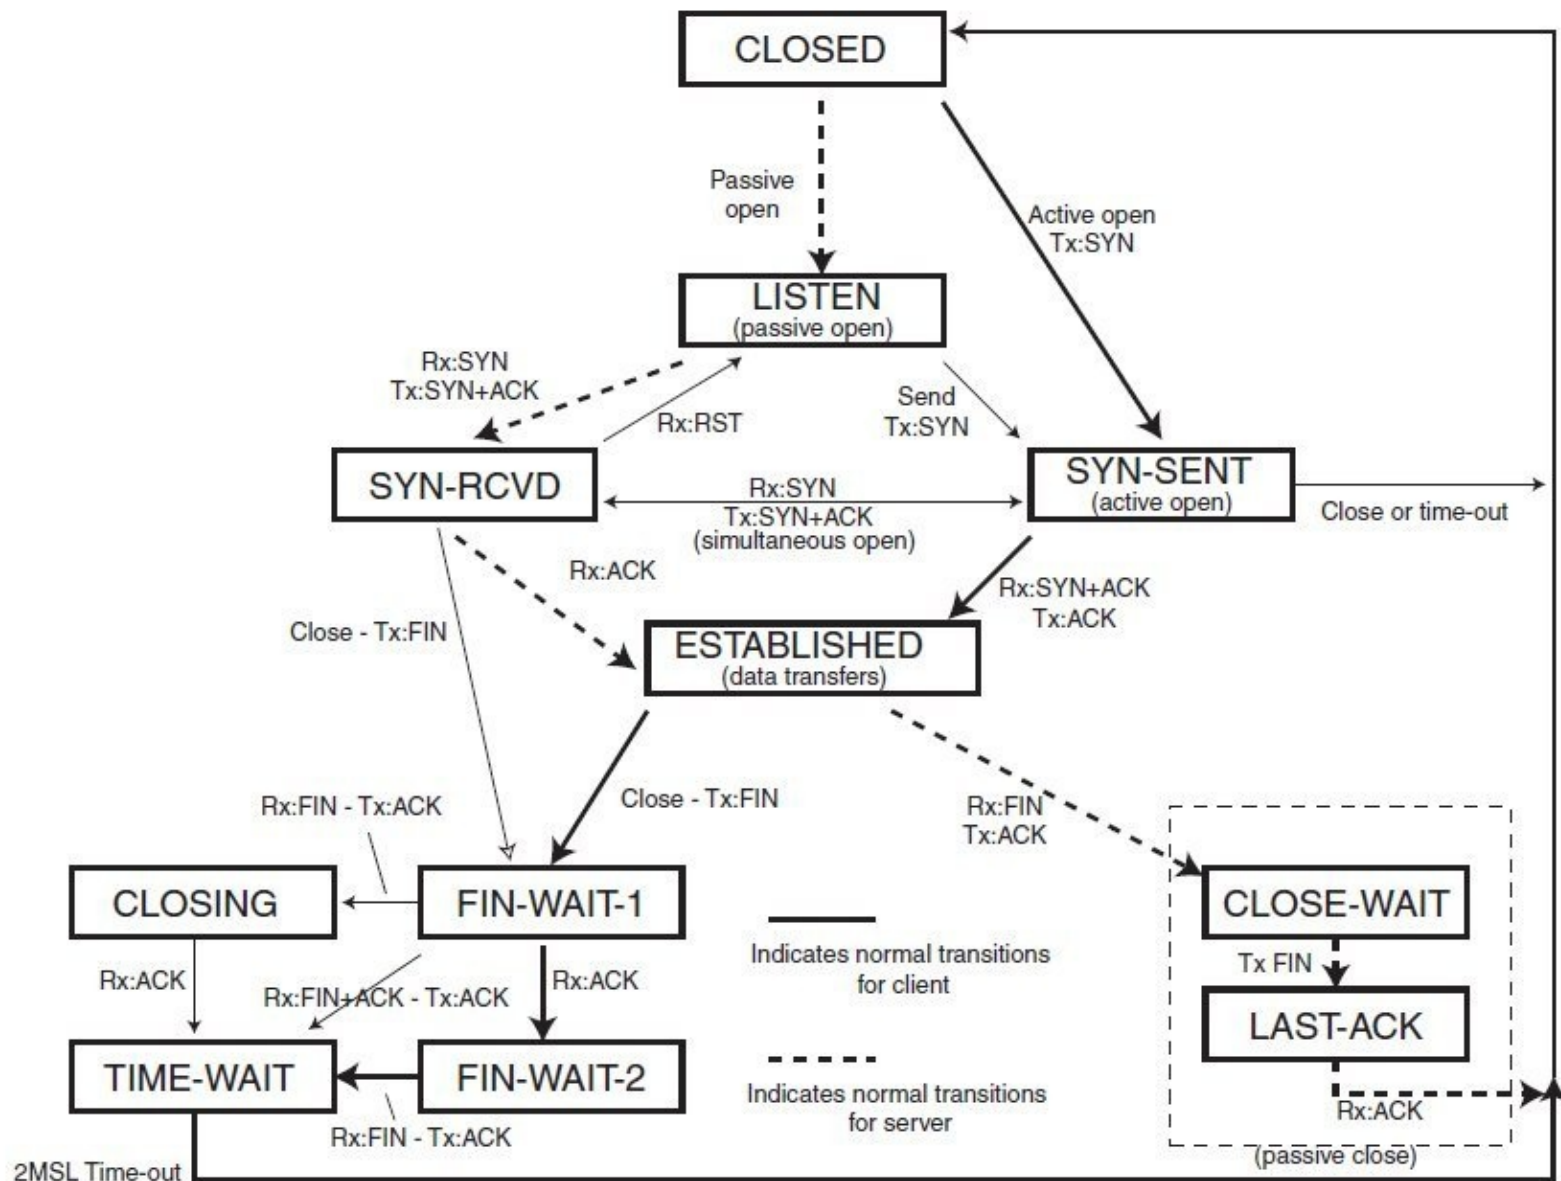 CLOSED
Passive
open
Active open
Tx:SYN
LISTEN
(passive open)
Rx:SYN
Tx:SYN+ACK
Rx:RST
Send
Tx:SYN
SYN-RCVD
Rx:SYN
Tx:SYN+ACK
(simultaneous open)
SYN-SENT
(active open)
Close or time-out
Rx:ACK
Rx:SYN+ACK
Tx:ACK
Close - Tx:FIN
ESTABLISHED
(data transfers)
Rx:FIN - Tx:ACK
Close - Tx:FIN
Rx:FIN
Tx:ACK
CLOSING
FIN-WAIT-1
CLOSE-WAIT
Indicates normal transitions
for client
Tx FIN
Rx:ACK
Rx:FIN+ACK - Tx:ACK
Rx:ACK
LAST-ACK
TIME-WAIT
FIN-WAIT-2
Indicates normal transitions
for server
Rx:ACK
Rx:FIN - Tx:ACK
(passive close)
2MSL Time-out